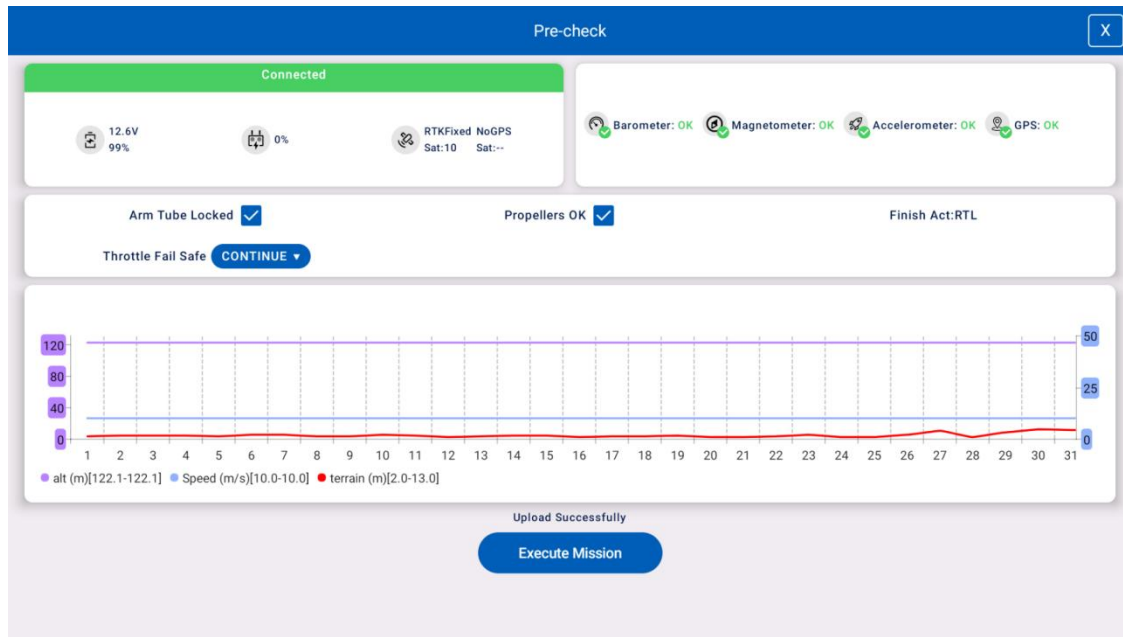 Pre-check
X
Connected
12.6V
99%
0%
RTKFixed NoGPS
Sat:10 Sat:--
Barometer: OK Magnetometer: OK Accelerometer: OK GPS: OK
Arm Tube Locked Propellers OK Finish Act:RTL
Throttle Fail Safe CONTINUE ▼
120
80
40
0
50
25
0
1 2 3 4 5 6 7 8 9 10 11 12 13 14 15 16 17 18 19 20 21 22 23 24 25 26 27 28 29 30 31
alt (m)[122.1-122.1] Speed (m/s)[10.0-10.0] terrain (m)[2.0-13.0]
Upload Successfully
Execute Mission